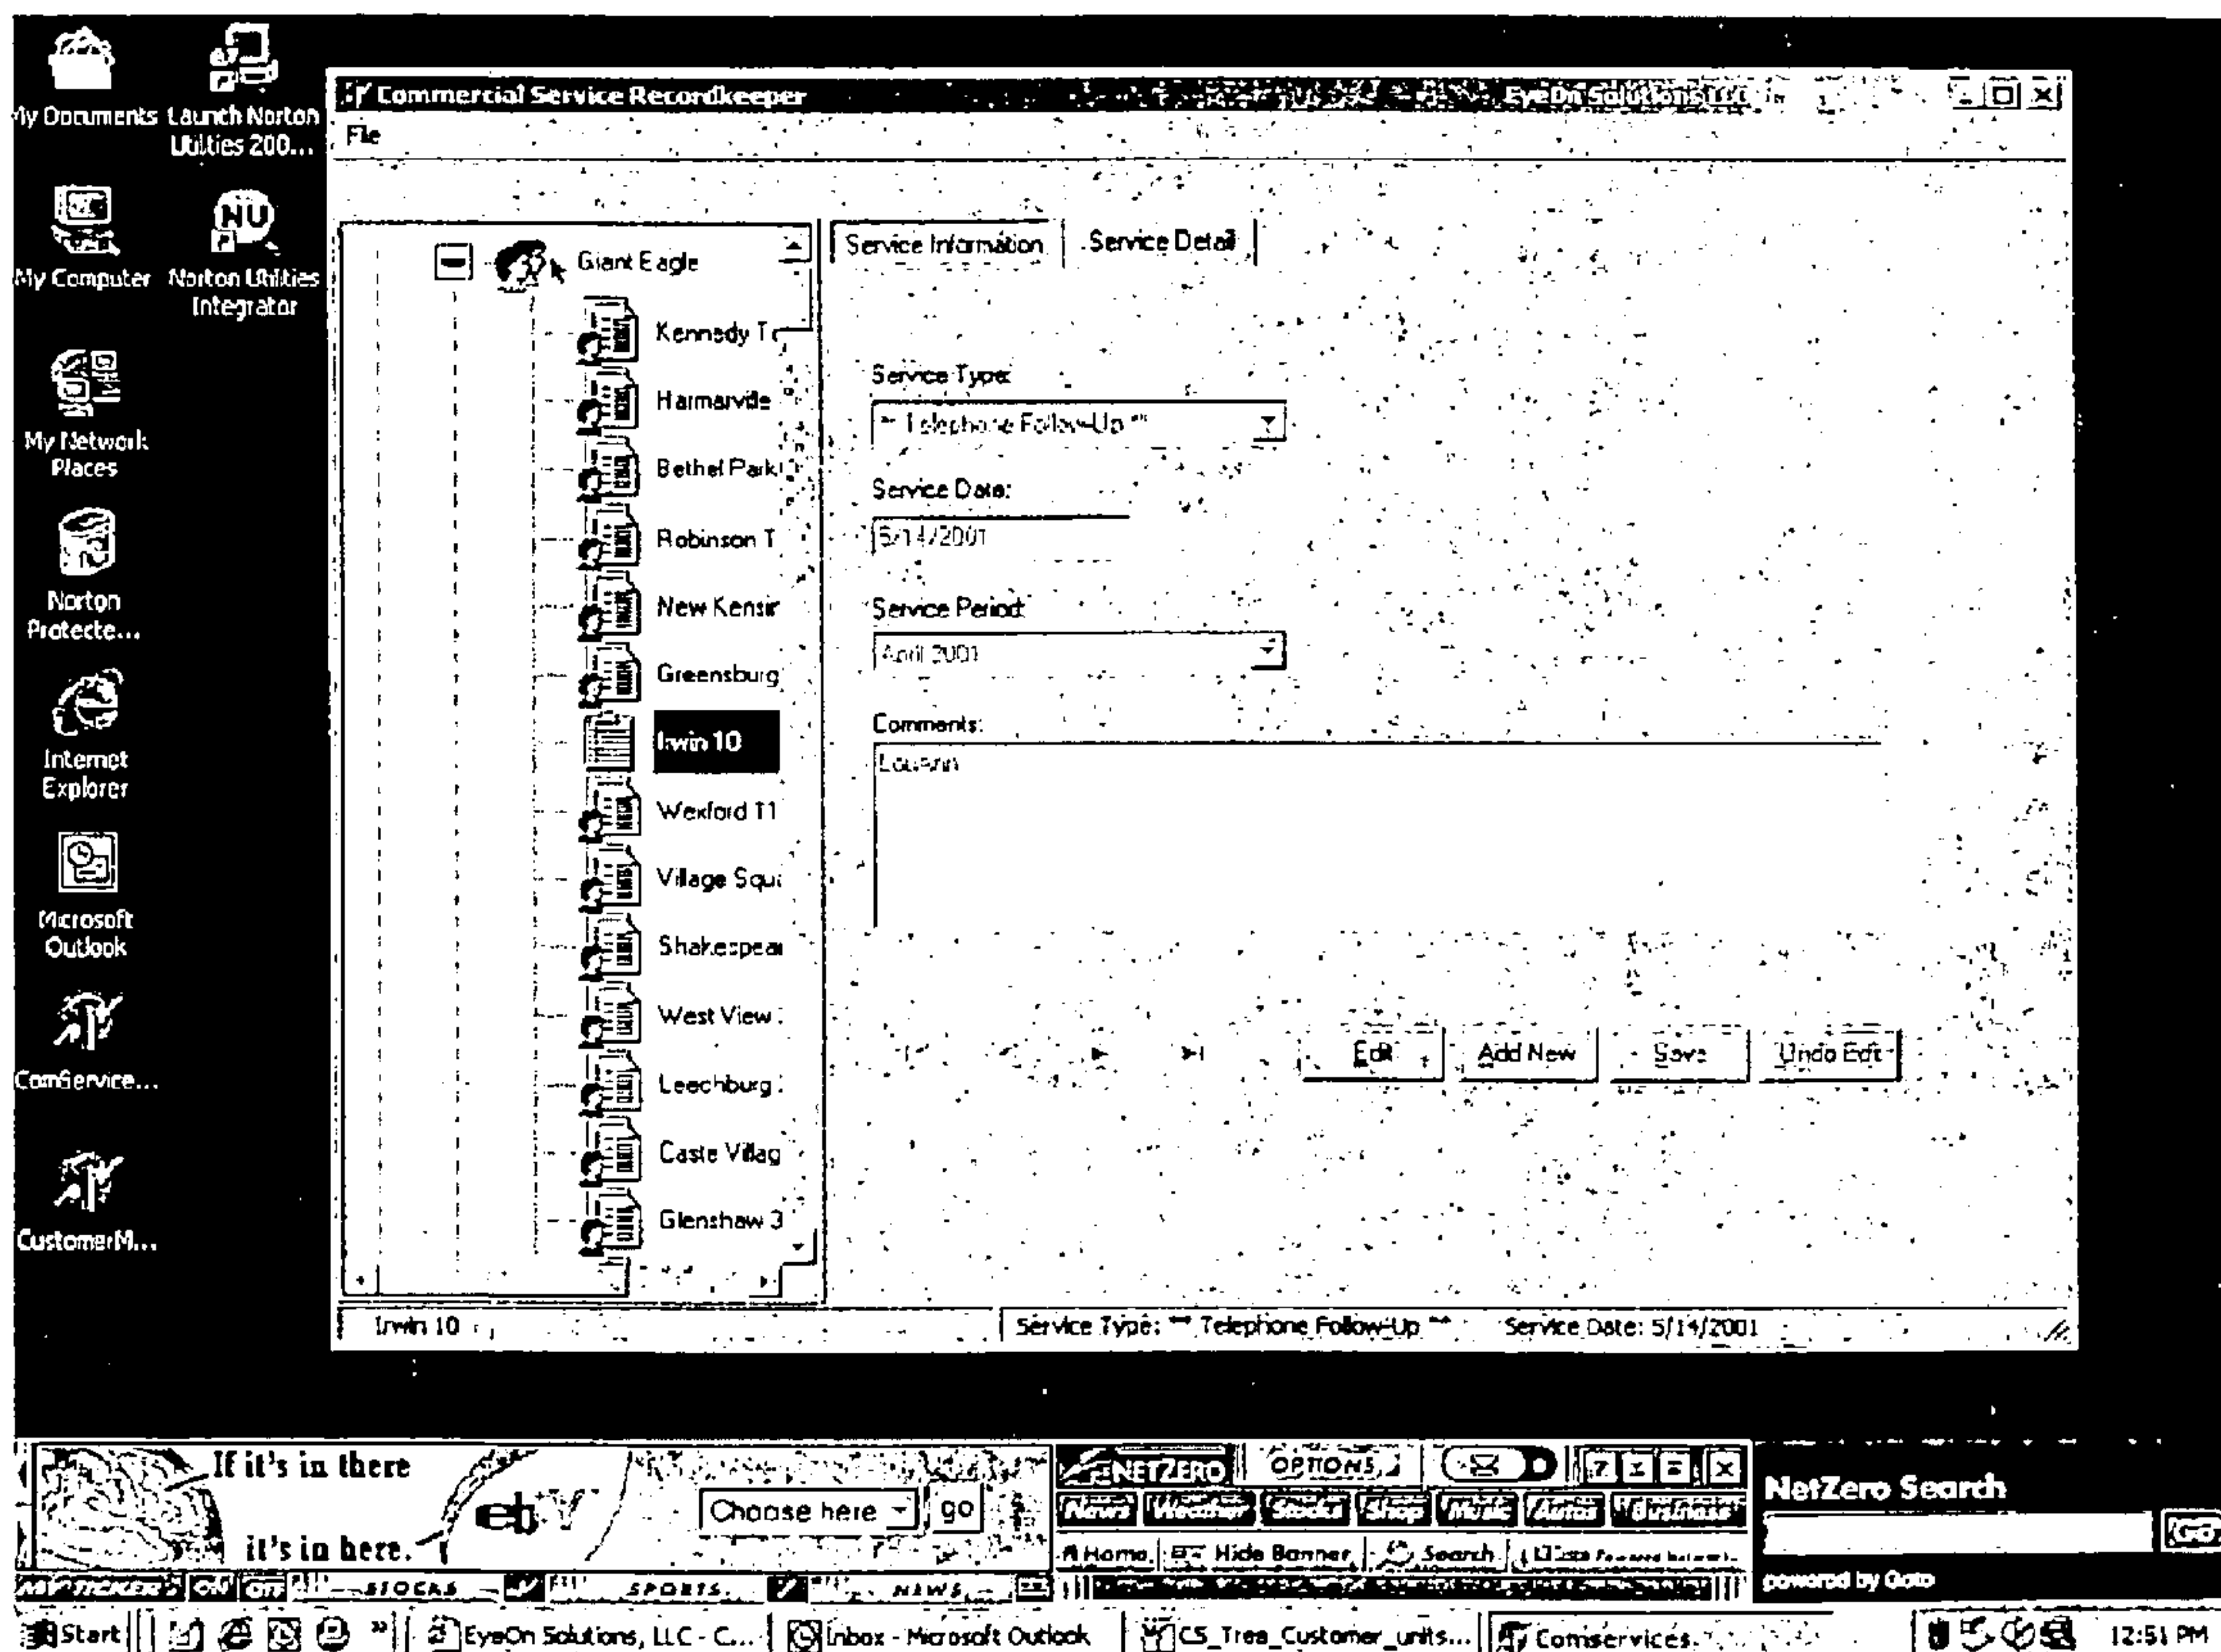 My Documents
Launch Norton
Utilities 200...
My Computer
Norton Utilities
Integrator
My Network
Places
Norton
Protecte...
Internet
Explorer
Microsoft
Outlook
ComService...
CustomerM...
Commercial Service Recordkeeper
EyeOn Solutions LLC
File
Giant Eagle
Kennedy T
Harmarville
Bethel Park
Robinson T
New Kensir
Greensburg
Irwin 10
Wexford 11
Village Squ
Shakespear
West View
Leechburg
Caste Villag
Glenshaw 3
Service Information
Service Detail
Service Type:
** Telephone Follow-Up **
Service Date:
5/14/2001
Service Period:
April 2001
Comments:
LouAnn
Edit
Add New
Save
Undo Edit
Irwin 10
Service Type: ** Telephone Follow-Up **
Service Date: 5/14/2001
If it's in there
it's in here.
ebY
Choose here
go
NETZERO
OPTIONS
News Weather Stocks Shop Music Autos Business
Home Hide Banner Search
NetZero Search
GO
powered by Goto
MY TICKER ON OFF STOCKS SPORTS NEWS
Start
EyeOn Solutions, LLC - C...
Inbox - Microsoft Outlook
CS_Tree_Customer_units...
Comservices
12:51 PM